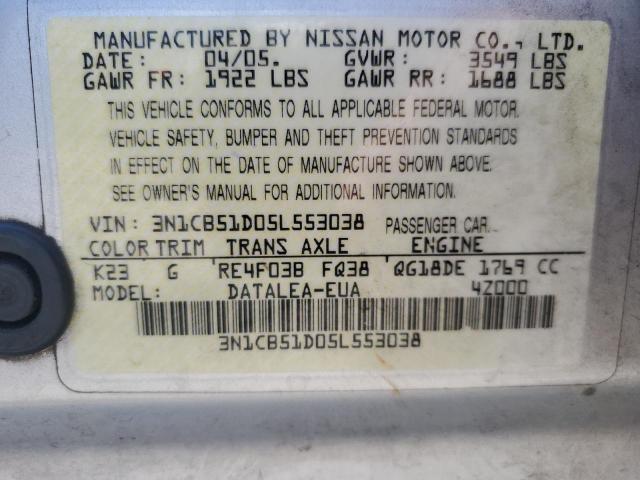 MANUFACTURED BY NISSAN MOTOR CO., LTD.
DATE: 04/05. GVWR: 3549 LBS
GAWR FR: 1922 LBS GAWR RR: 1688 LBS
THIS VEHICLE CONFORMS TO ALL APPLICABLE FEDERAL MOTOR.
VEHICLE SAFETY, BUMPER AND THEFT PREVENTION STANDARDS
IN EFFECT ON THE DATE OF MANUFACTURE SHOWN ABOVE.
SEE OWNER'S MANUAL FOR ADDITIONAL INFORMATION.
VIN: 3N1CB51D05L553038 PASSENGER CAR.
COLOR TRIM TRANS AXLE ENGINE
K23 G RE4F03B FQ38 QG18DE 1769 CC
MODEL: DATALEA-EUA 4Z000
3N1CB51D05L553038